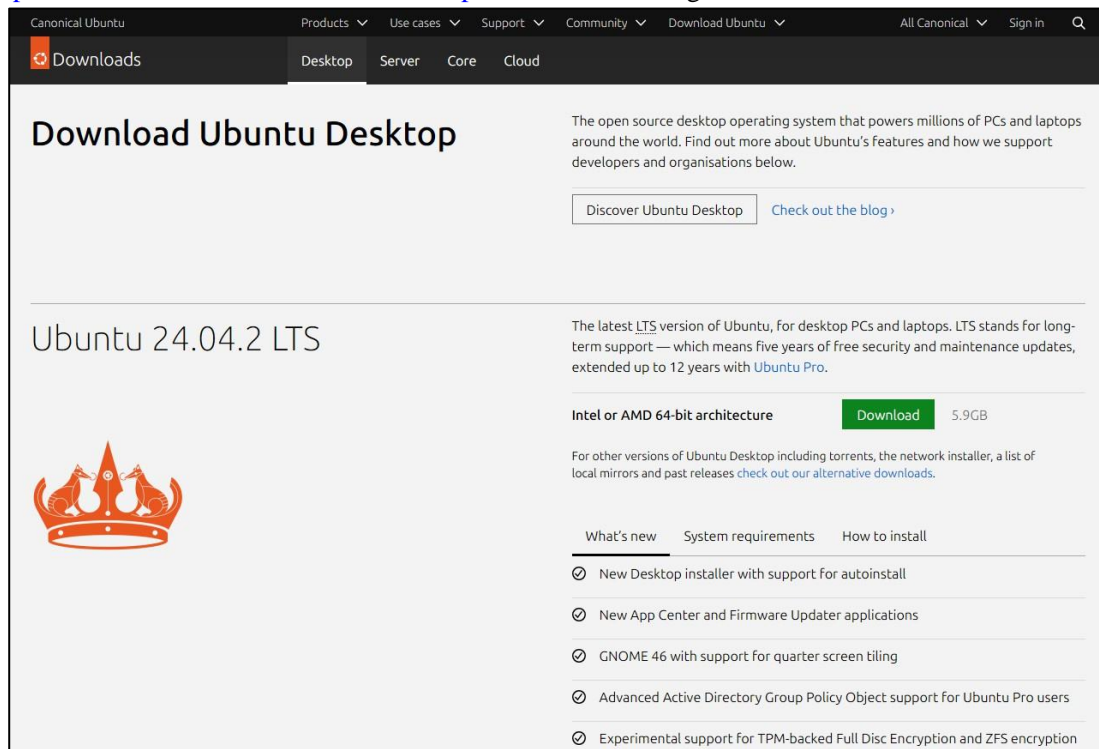 Canonical Ubuntu Products Use cases Support Community Download Ubuntu All Canonical Sign in
Downloads Desktop Server Core Cloud
Download Ubuntu Desktop
The open source desktop operating system that powers millions of PCs and laptops
around the world. Find out more about Ubuntu's features and how we support
developers and organisations below.
Discover Ubuntu Desktop Check out the blog ›
Ubuntu 24.04.2 LTS
The latest LTS version of Ubuntu, for desktop PCs and laptops. LTS stands for long-
term support — which means five years of free security and maintenance updates,
extended up to 12 years with Ubuntu Pro.
Intel or AMD 64-bit architecture Download 5.9GB
For other versions of Ubuntu Desktop including torrents, the network installer, a list of
local mirrors and past releases check out our alternative downloads.
What's new System requirements How to install
New Desktop installer with support for autoinstall
New App Center and Firmware Updater applications
GNOME 46 with support for quarter screen tiling
Advanced Active Directory Group Policy Object support for Ubuntu Pro users
Experimental support for TPM-backed Full Disc Encryption and ZFS encryption